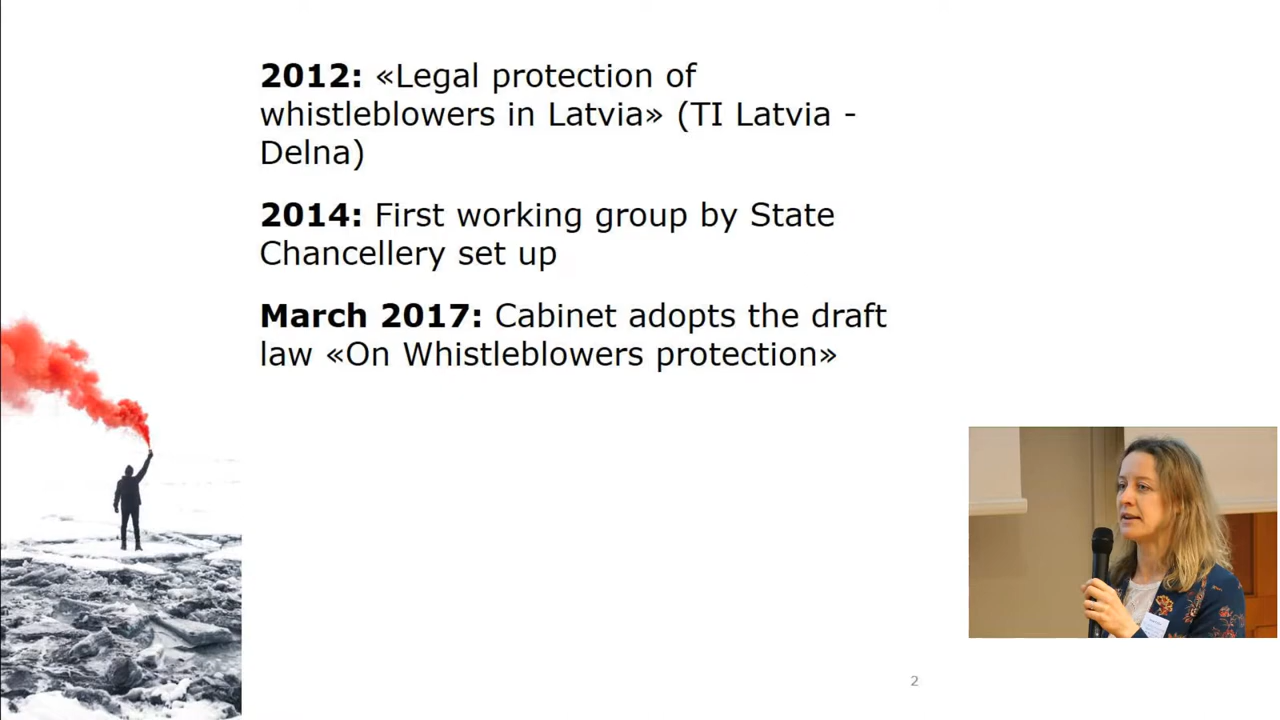 2012: «Legal protection of
whistleblowers in Latvia» (TI Latvia -
Delna)
2014: First working group by State
Chancellery set up
March 2017: Cabinet adopts the draft
law «On Whistleblowers protection»
2